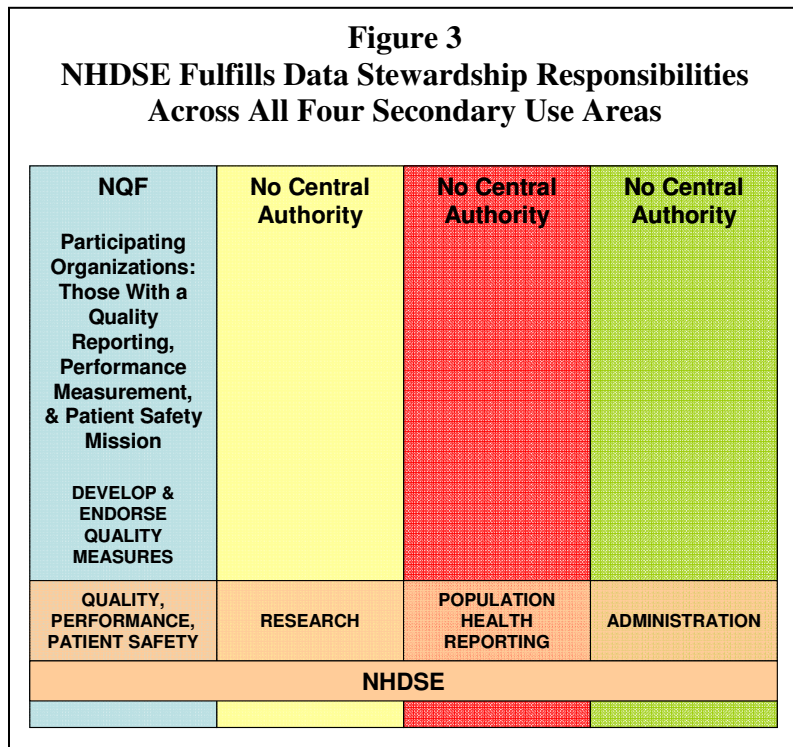 Figure 3
NHDSE Fulfills Data Stewardship Responsibilities
Across All Four Secondary Use Areas
NQF
Participating
Organizations:
Those With a
Quality
Reporting,
Performance
Measurement,
& Patient Safety
Mission
DEVELOP &
ENDORSE
QUALITY
MEASURES
No Central
Authority
No Central
Authority
No Central
Authority
QUALITY,
PERFORMANCE,
PATIENT SAFETY
RESEARCH
POPULATION
HEALTH
REPORTING
ADMINISTRATION
NHDSE